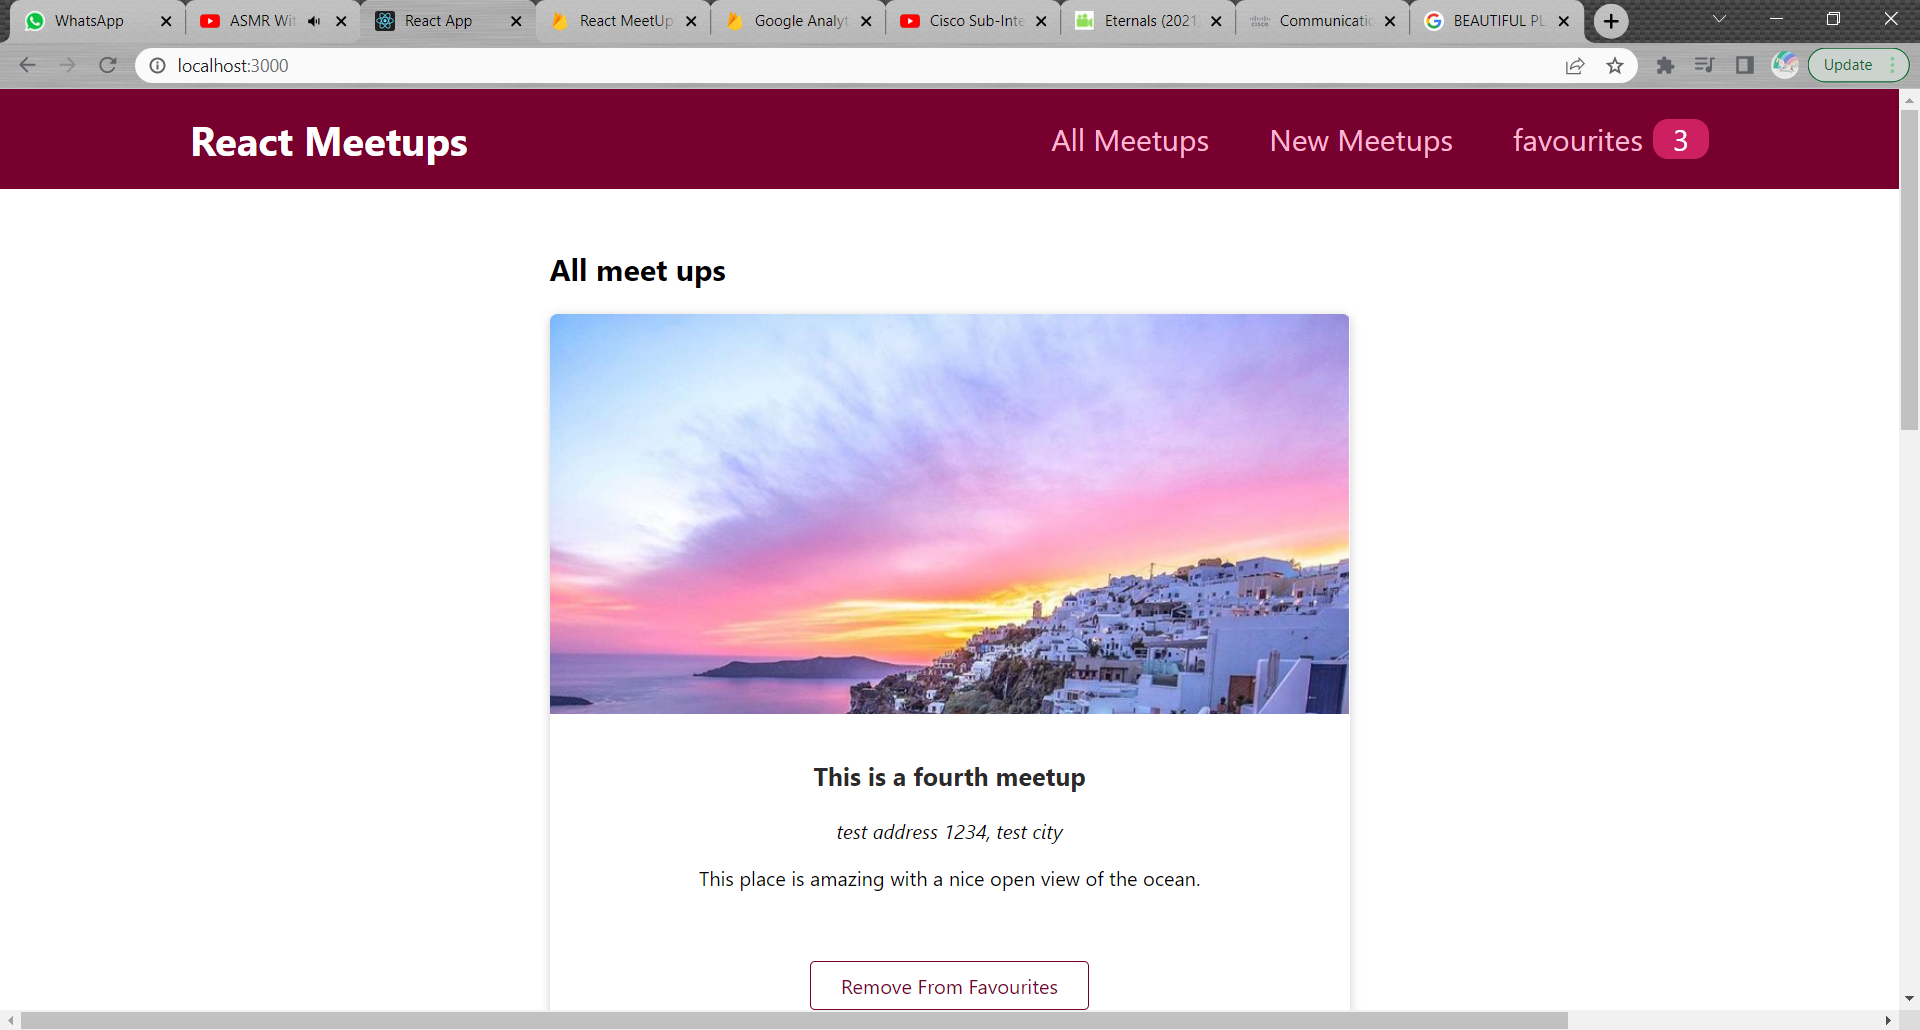 WhatsApp
ASMR Wit
React App
React MeetUp
Google Analyt
Cisco Sub-Inte
Eternals (2021
Communicatio
BEAUTIFUL PL
localhost:3000
Update
React Meetups
All Meetups
New Meetups
favourites 3
All meet ups
This is a fourth meetup
test address 1234, test city
This place is amazing with a nice open view of the ocean.
Remove From Favourites